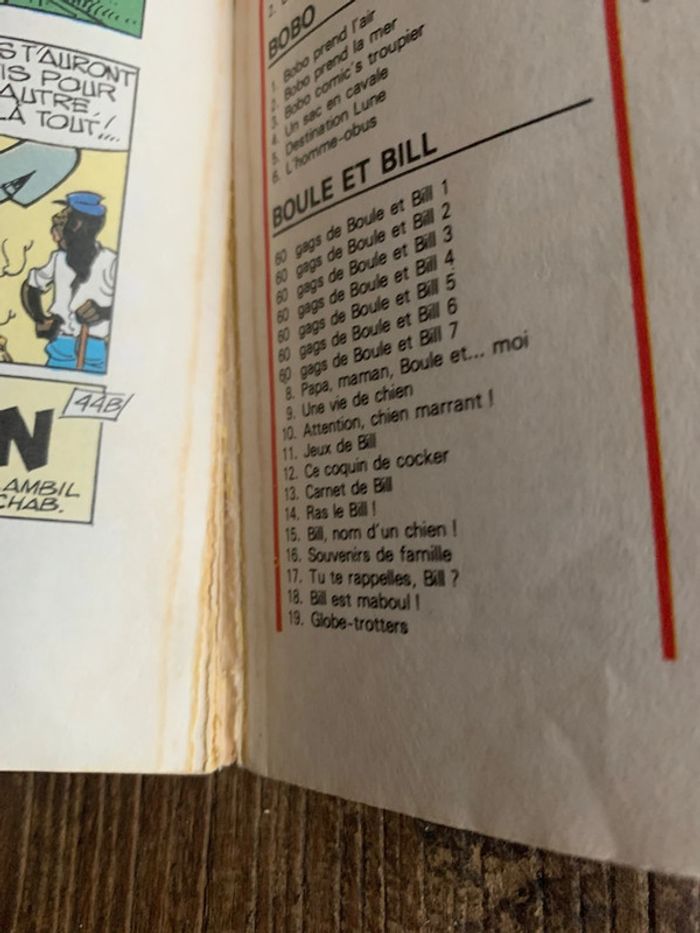 S T'AURONT
IS POUR
AUTRE..
LÀ TOUT!...
44B
N
AMBIL
CHAB.
2.
BOBO
1. Bobo prend l'air
2. Bobo prend la mer
3. Bobo comic's troupier
4. Un sac en cavale
5. Destination Lune
6. L'homme-obus
BOULE ET BILL
60 gags de Boule et Bill 1
60 gags de Boule et Bill 2
60 gags de Boule et Bill 3
60 gags de Boule et Bill 4
60 gags de Boule et Bill 5
60 gags de Boule et Bill 6
60 gags de Boule et Bill 7
8. Papa, maman, Boule et... moi
9. Une vie de chien
10. Attention, chien marrant !
11. Jeux de Bill
12. Ce coquin de cocker
13. Carnet de Bill
14. Ras le Bill !
15. Bill, nom d'un chien !
16. Souvenirs de famille
17. Tu te rappelles, Bill ?
18. Bill est maboul !
19. Globe-trotters